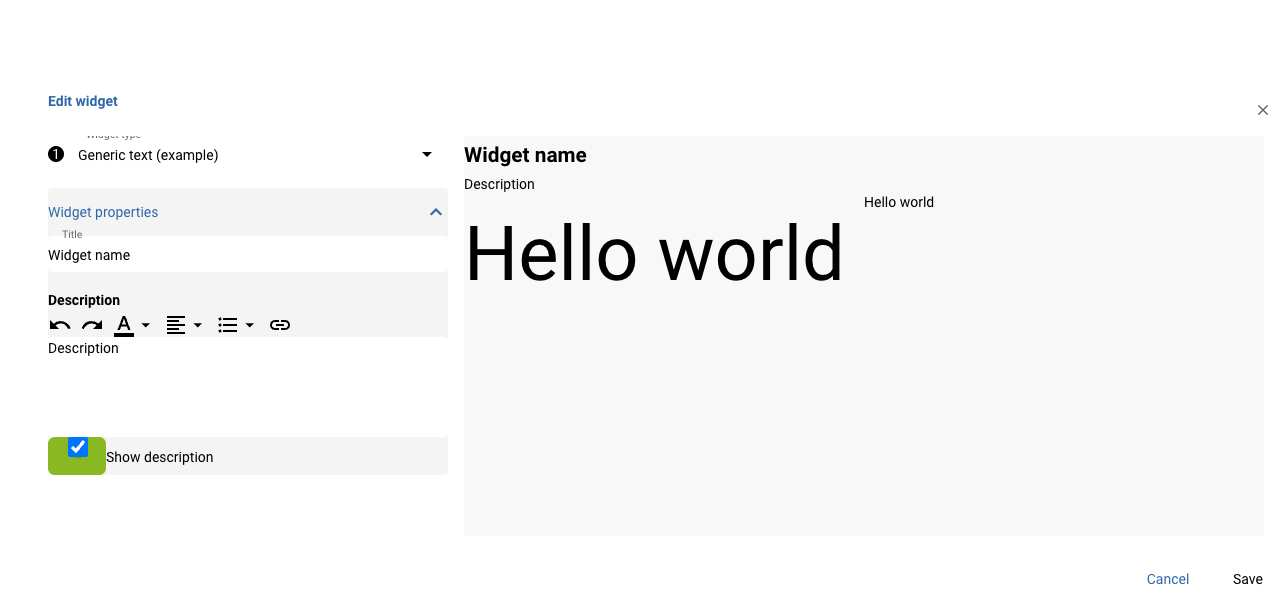 Edit widget
Widget type
1
Generic text (example)
Widget properties
Title
Widget name
Description
A
Description
Show description
Widget name
Description
Hello world
Hello world
Cancel
Save